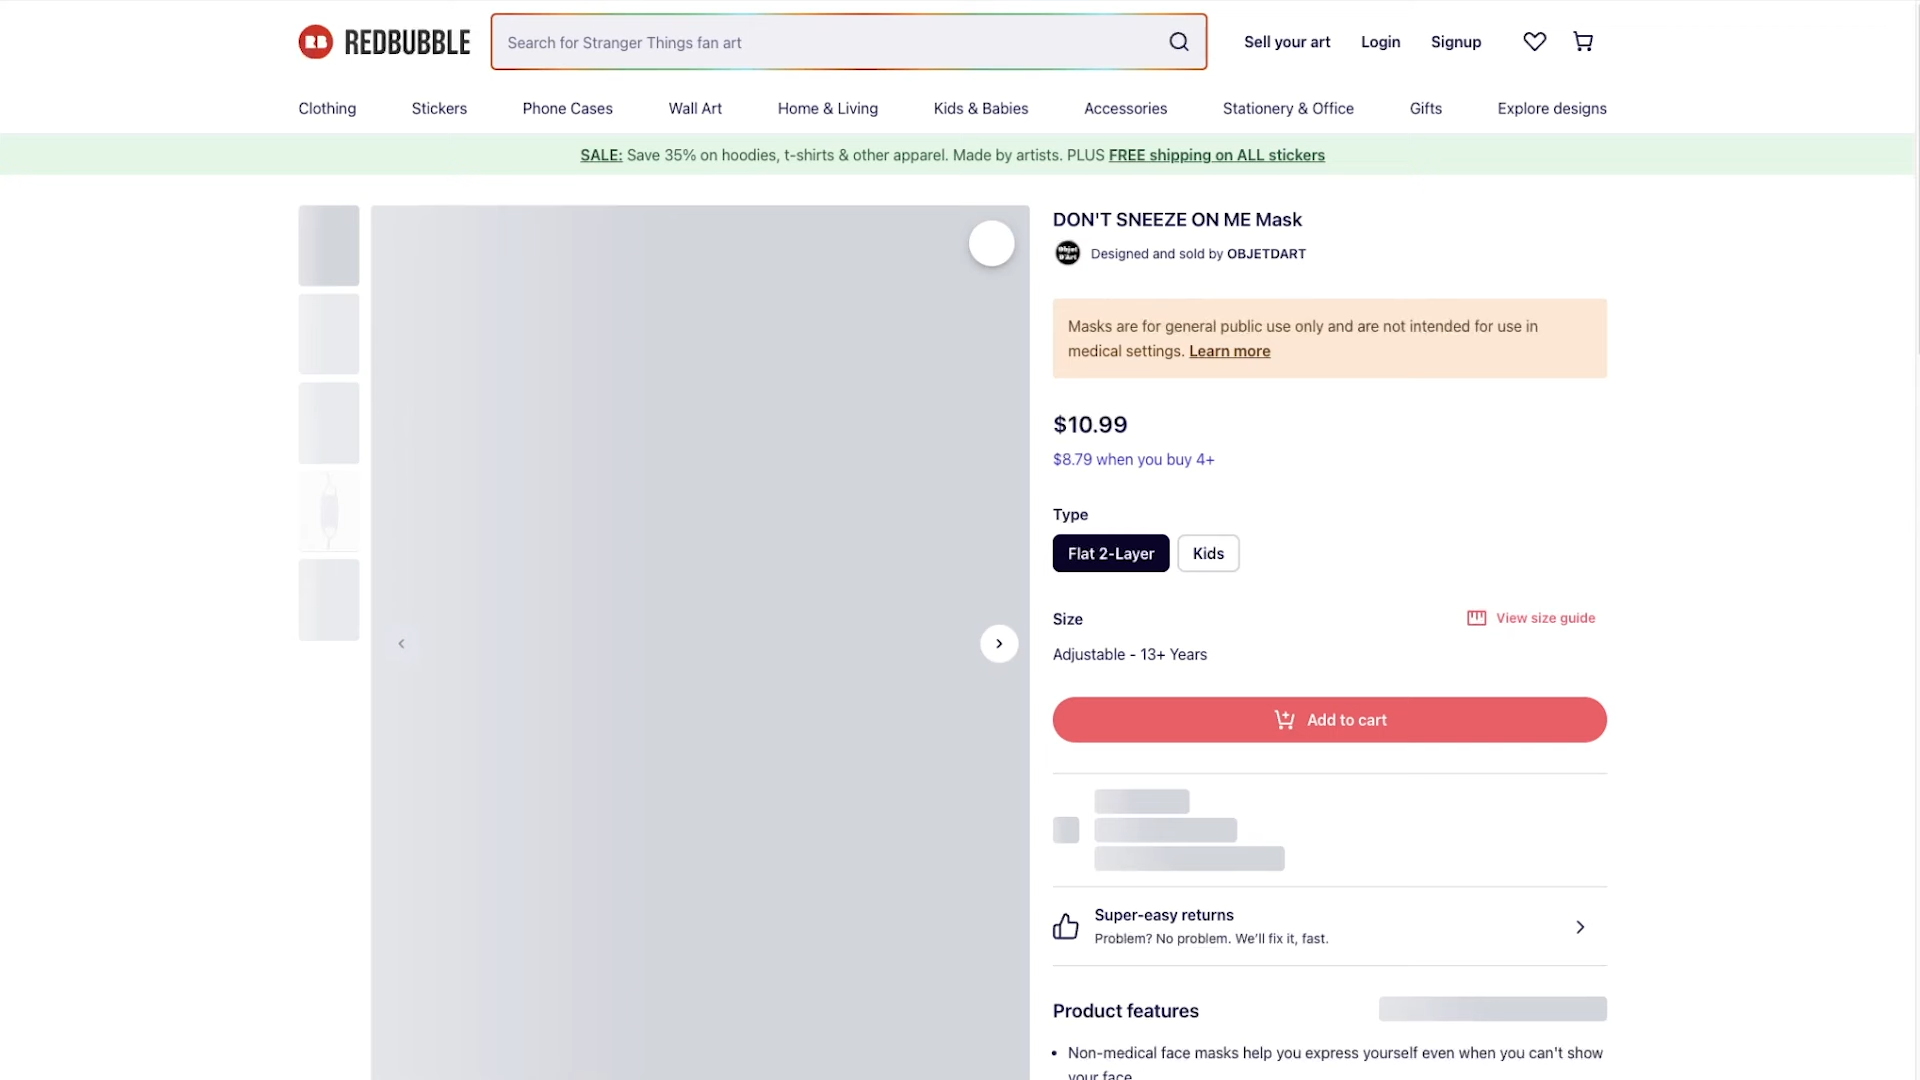 RB REDBUBBLE
Search for Stranger Things fan art
Sell your art
Login
Signup
Clothing
Stickers
Phone Cases
Wall Art
Home & Living
Kids & Babies
Accessories
Stationery & Office
Gifts
Explore designs
SALE: Save 35% on hoodies, t-shirts & other apparel. Made by artists. PLUS FREE shipping on ALL stickers
DON'T SNEEZE ON ME Mask
Objet
D'Art
Designed and sold by OBJETDART
Masks are for general public use only and are not intended for use in
medical settings. Learn more
$10.99
$8.79 when you buy 4+
Type
Flat 2-Layer
Kids
Size
View size guide
Adjustable - 13+ Years
Add to cart
Super-easy returns
Problem? No problem. We'll fix it, fast.
Product features
• Non-medical face masks help you express yourself even when you can't show
your face